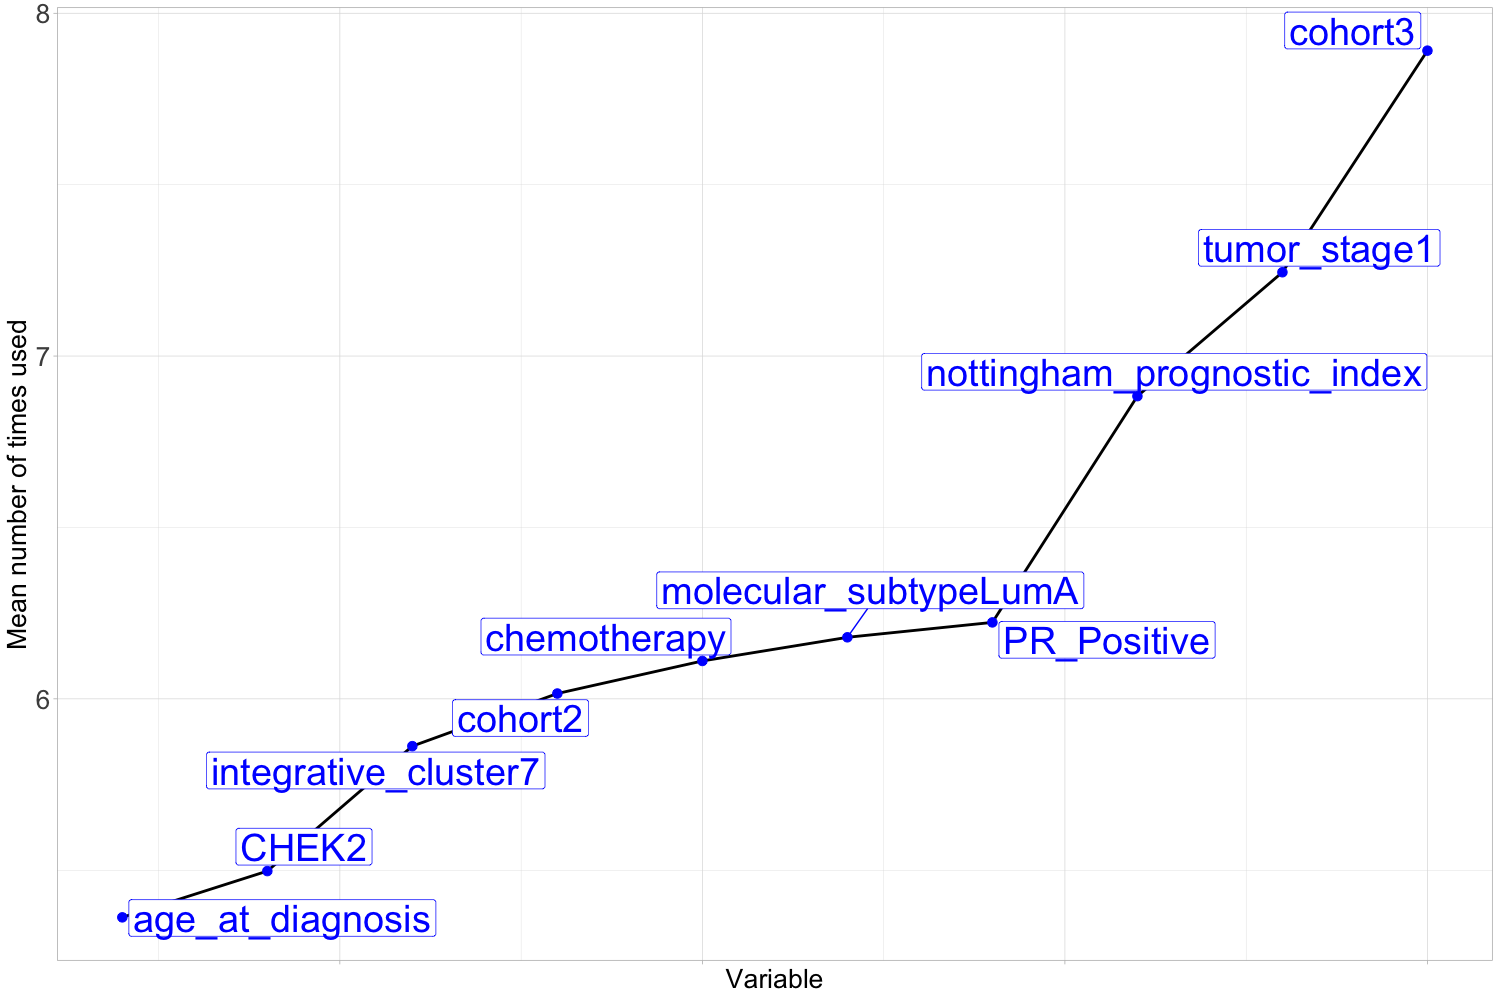 8
cohort3
tumor_stage1
7
nottingham_prognostic_index
molecular_subtypeLumA
chemotherapy
PR_Positive
6
cohort2
integrative_cluster7
CHEK2
age_at_diagnosis
Mean number of times used
Variable